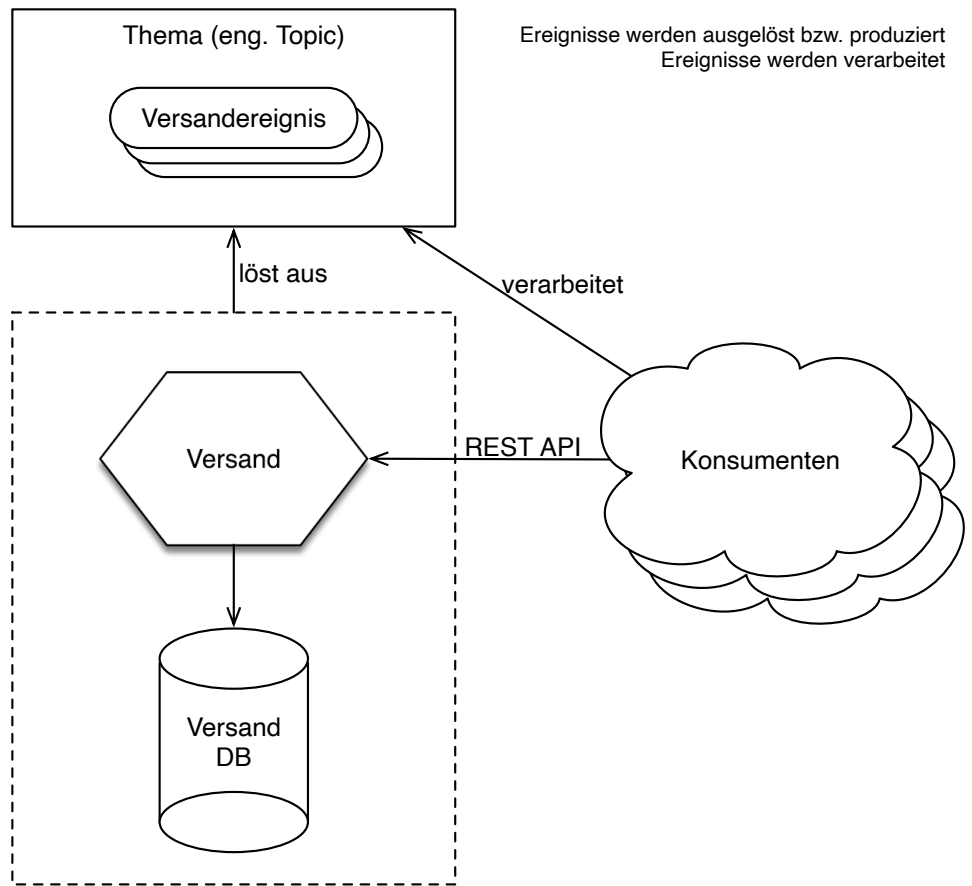 Thema (eng. Topic)
Ereignisse werden ausgelöst bzw. produziert
Ereignisse werden verarbeitet
Versandereignis
löst aus
verarbeitet
Versand
REST API
Konsumenten
Versand
DB